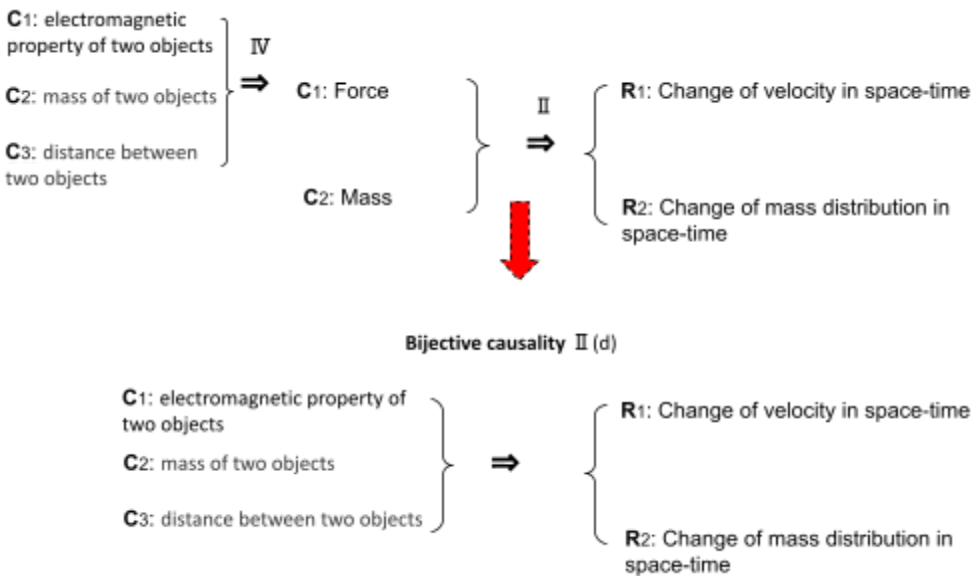 C1: electromagnetic
property of two objects
C2: mass of two objects
C3: distance between
two objects
Ⅳ
⇒
C1: Force
C2: Mass
Ⅱ
⇒
R1: Change of velocity in space-time
R2: Change of mass distribution in
space-time
Bijective causality Ⅱ (d)
C1: electromagnetic property of
two objects
C2: mass of two objects
C3: distance between two objects
⇒
R1: Change of velocity in space-time
R2: Change of mass distribution in
space-time